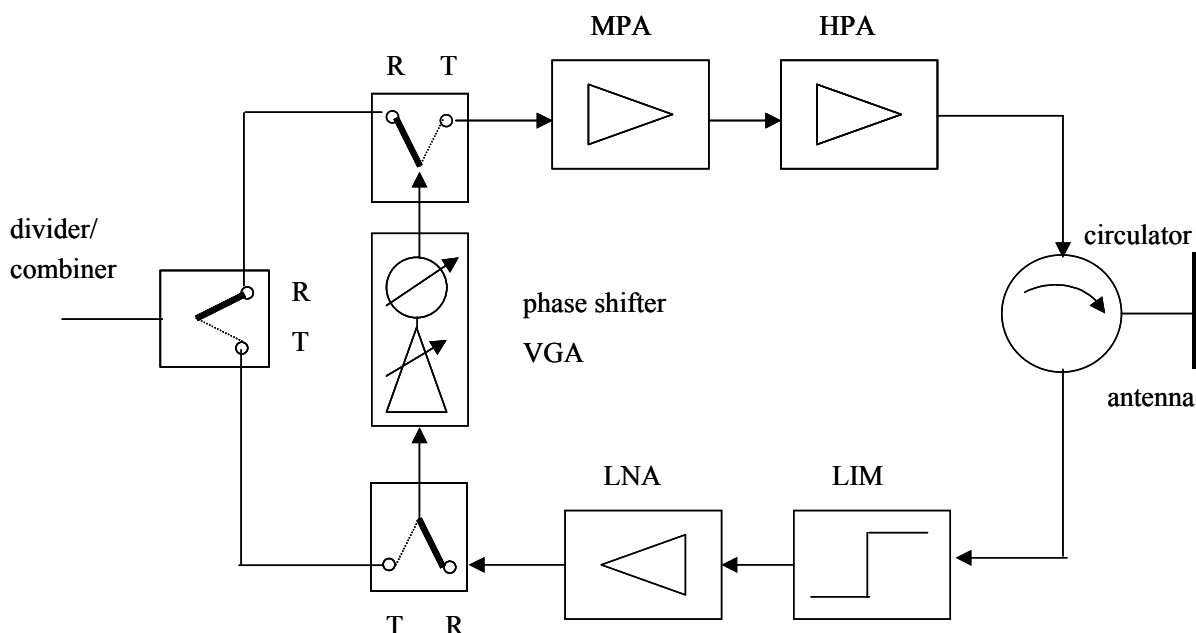 MPA
HPA
R T
divider/
combiner
circulator
R
T
phase shifter
VGA
antenna
LNA
LIM
T R